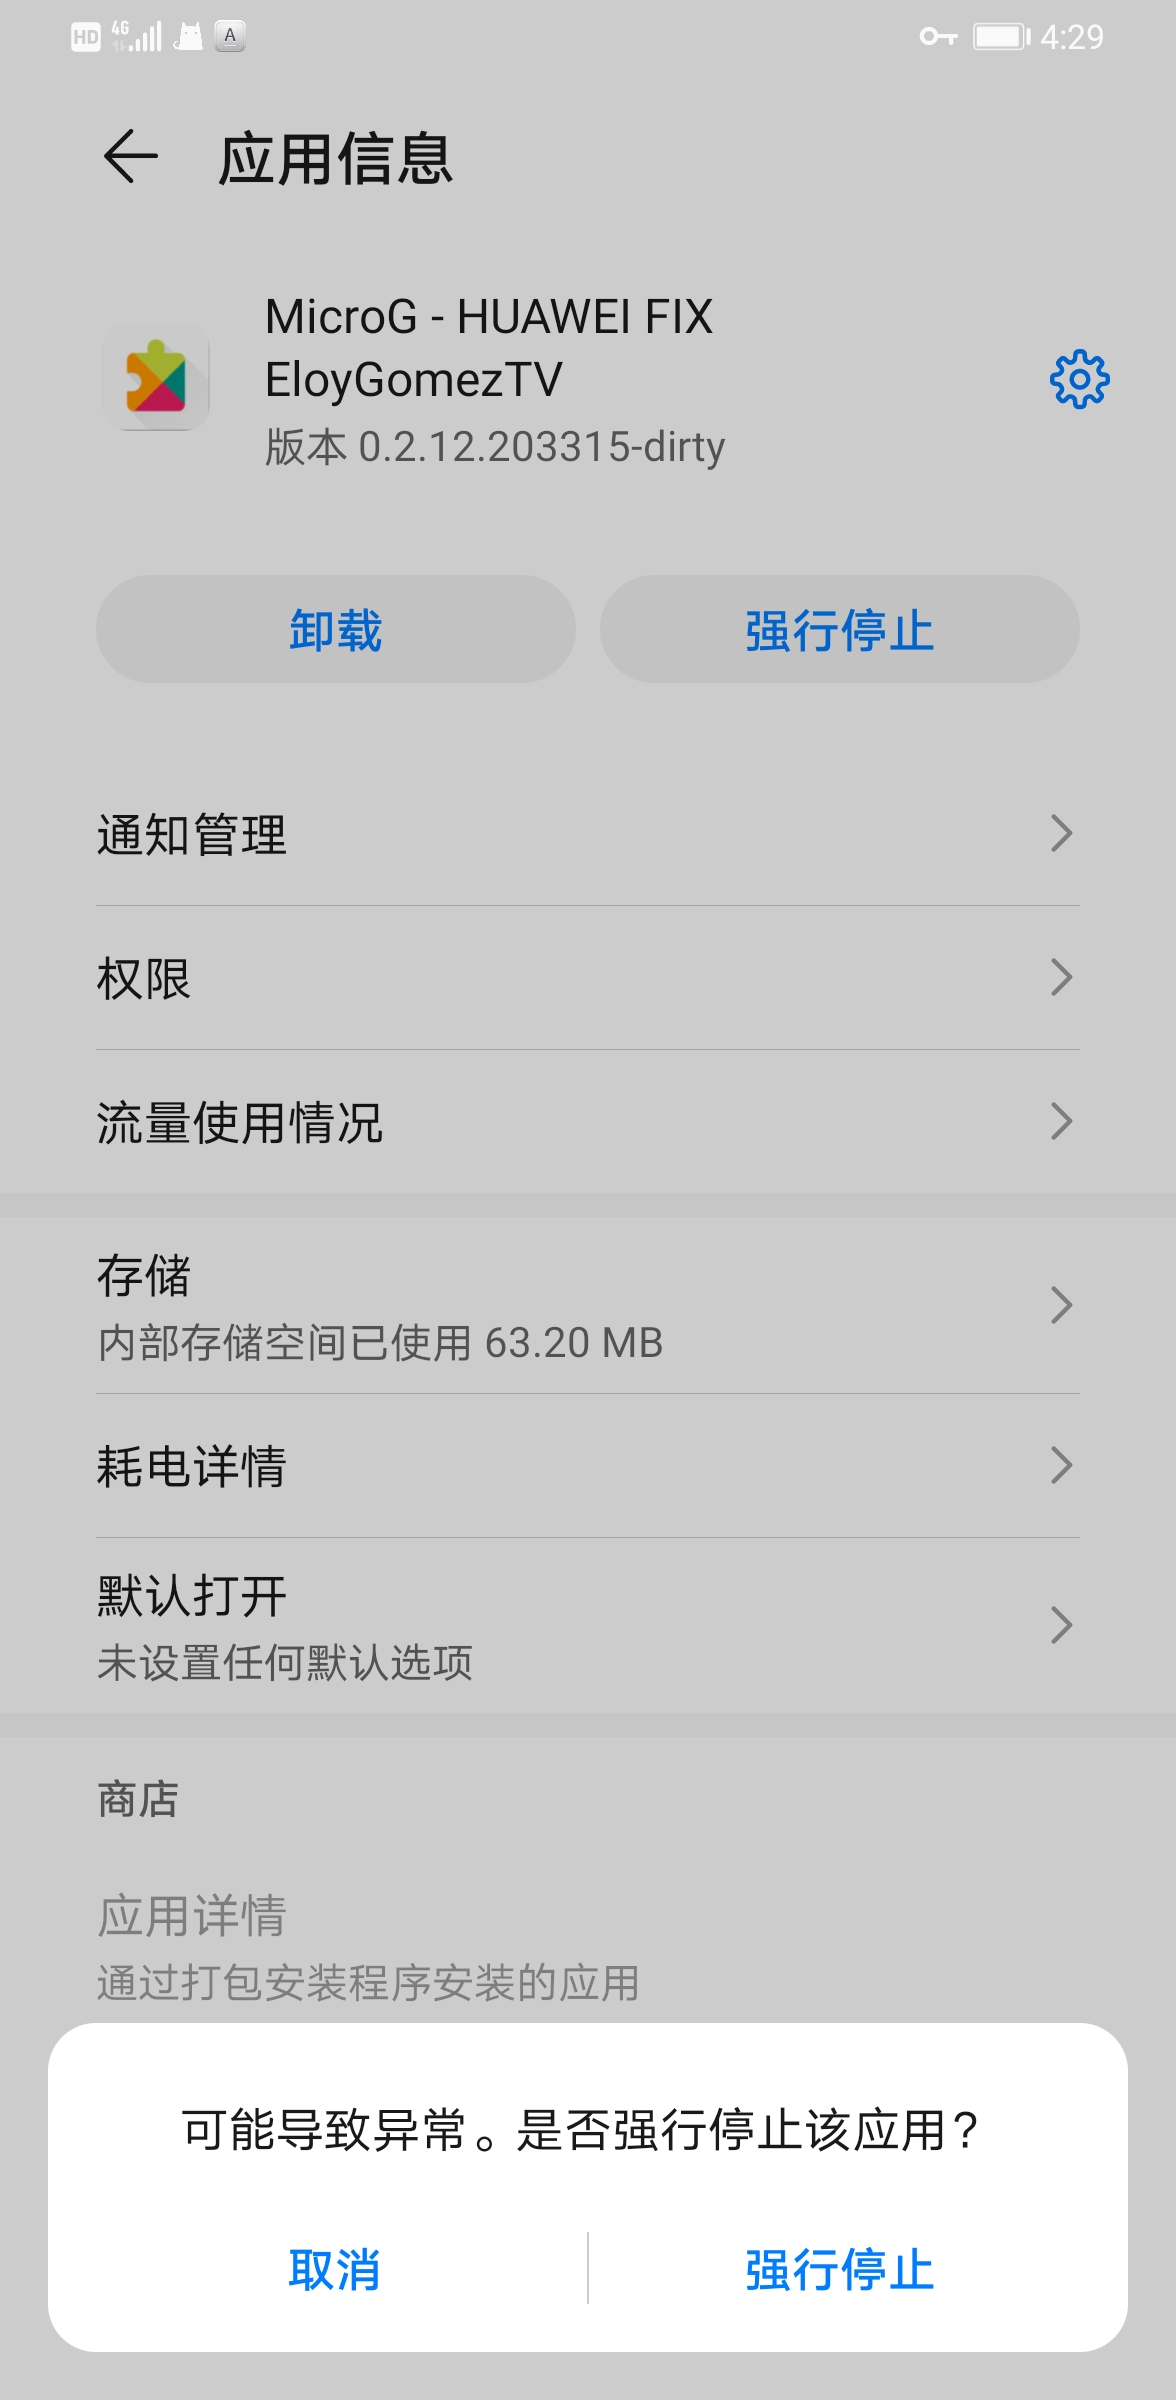 HD 4G A 4:29
应用信息
MicroG - HUAWEI FIX
EloyGomezTV
版本 0.2.12.203315-dirty
卸载 强行停止
通知管理
权限
流量使用情况
存储
内部存储空间已使用 63.20 MB
耗电详情
默认打开
未设置任何默认选项
商店
应用详情
通过打包安装程序安装的应用
可能导致异常。是否强行停止该应用？
取消 强行停止